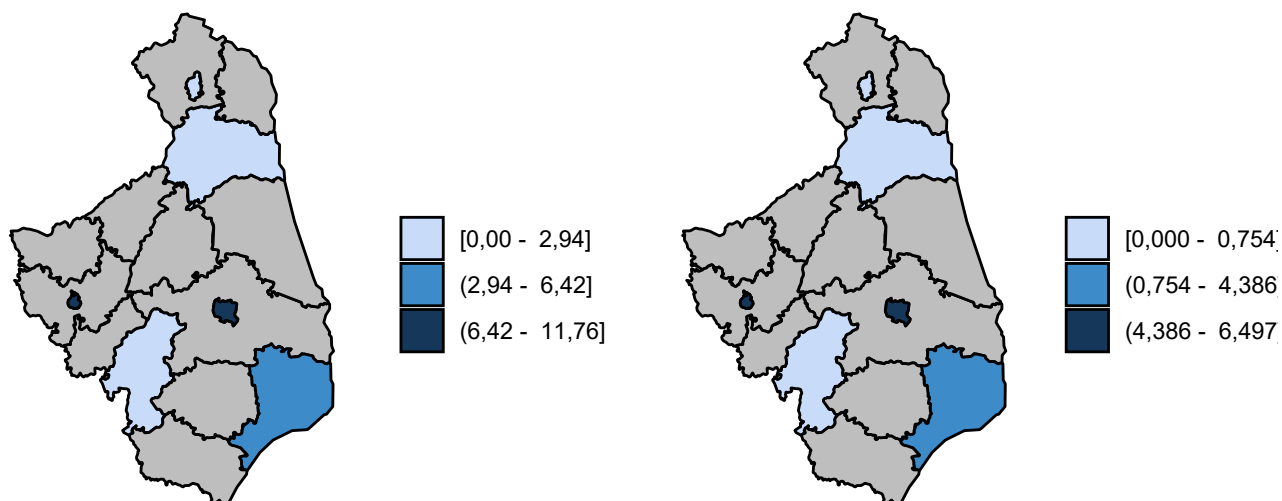 [0,00 - 2,94]
(2,94 - 6,42]
(6,42 - 11,76]
[0,000 - 0,754]
(0,754 - 4,386]
(4,386 - 6,497]